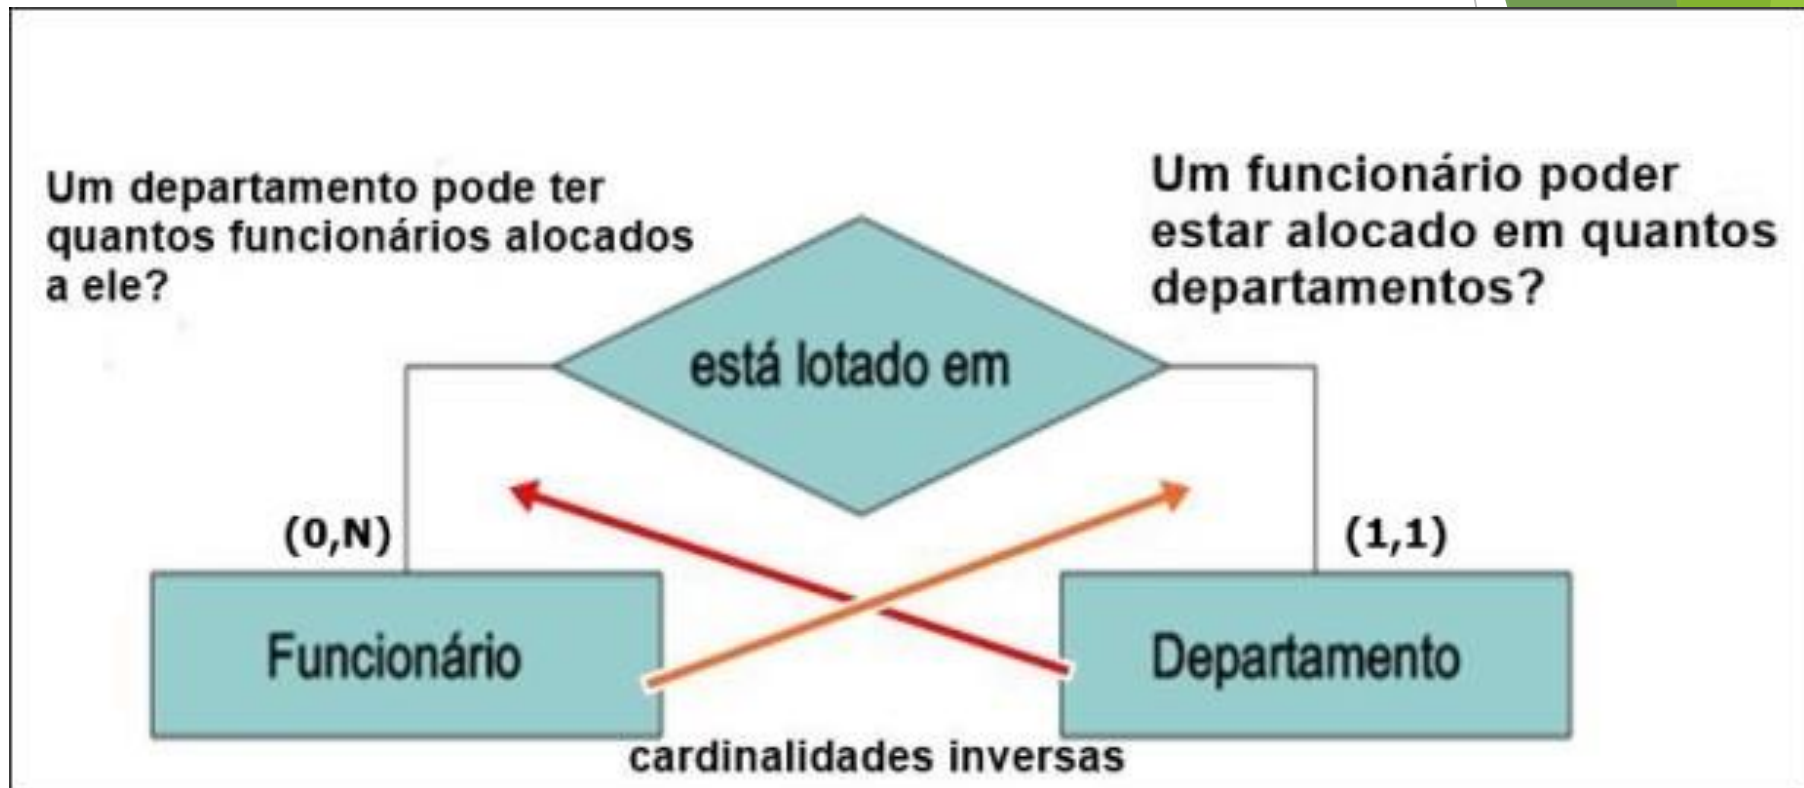 Um departamento pode ter
quantos funcionários alocados
a ele?
Um funcionário poder
estar alocado em quantos
departamentos?
está lotado em
(0,N)
(1,1)
Funcionário
Departamento
cardinalidades inversas